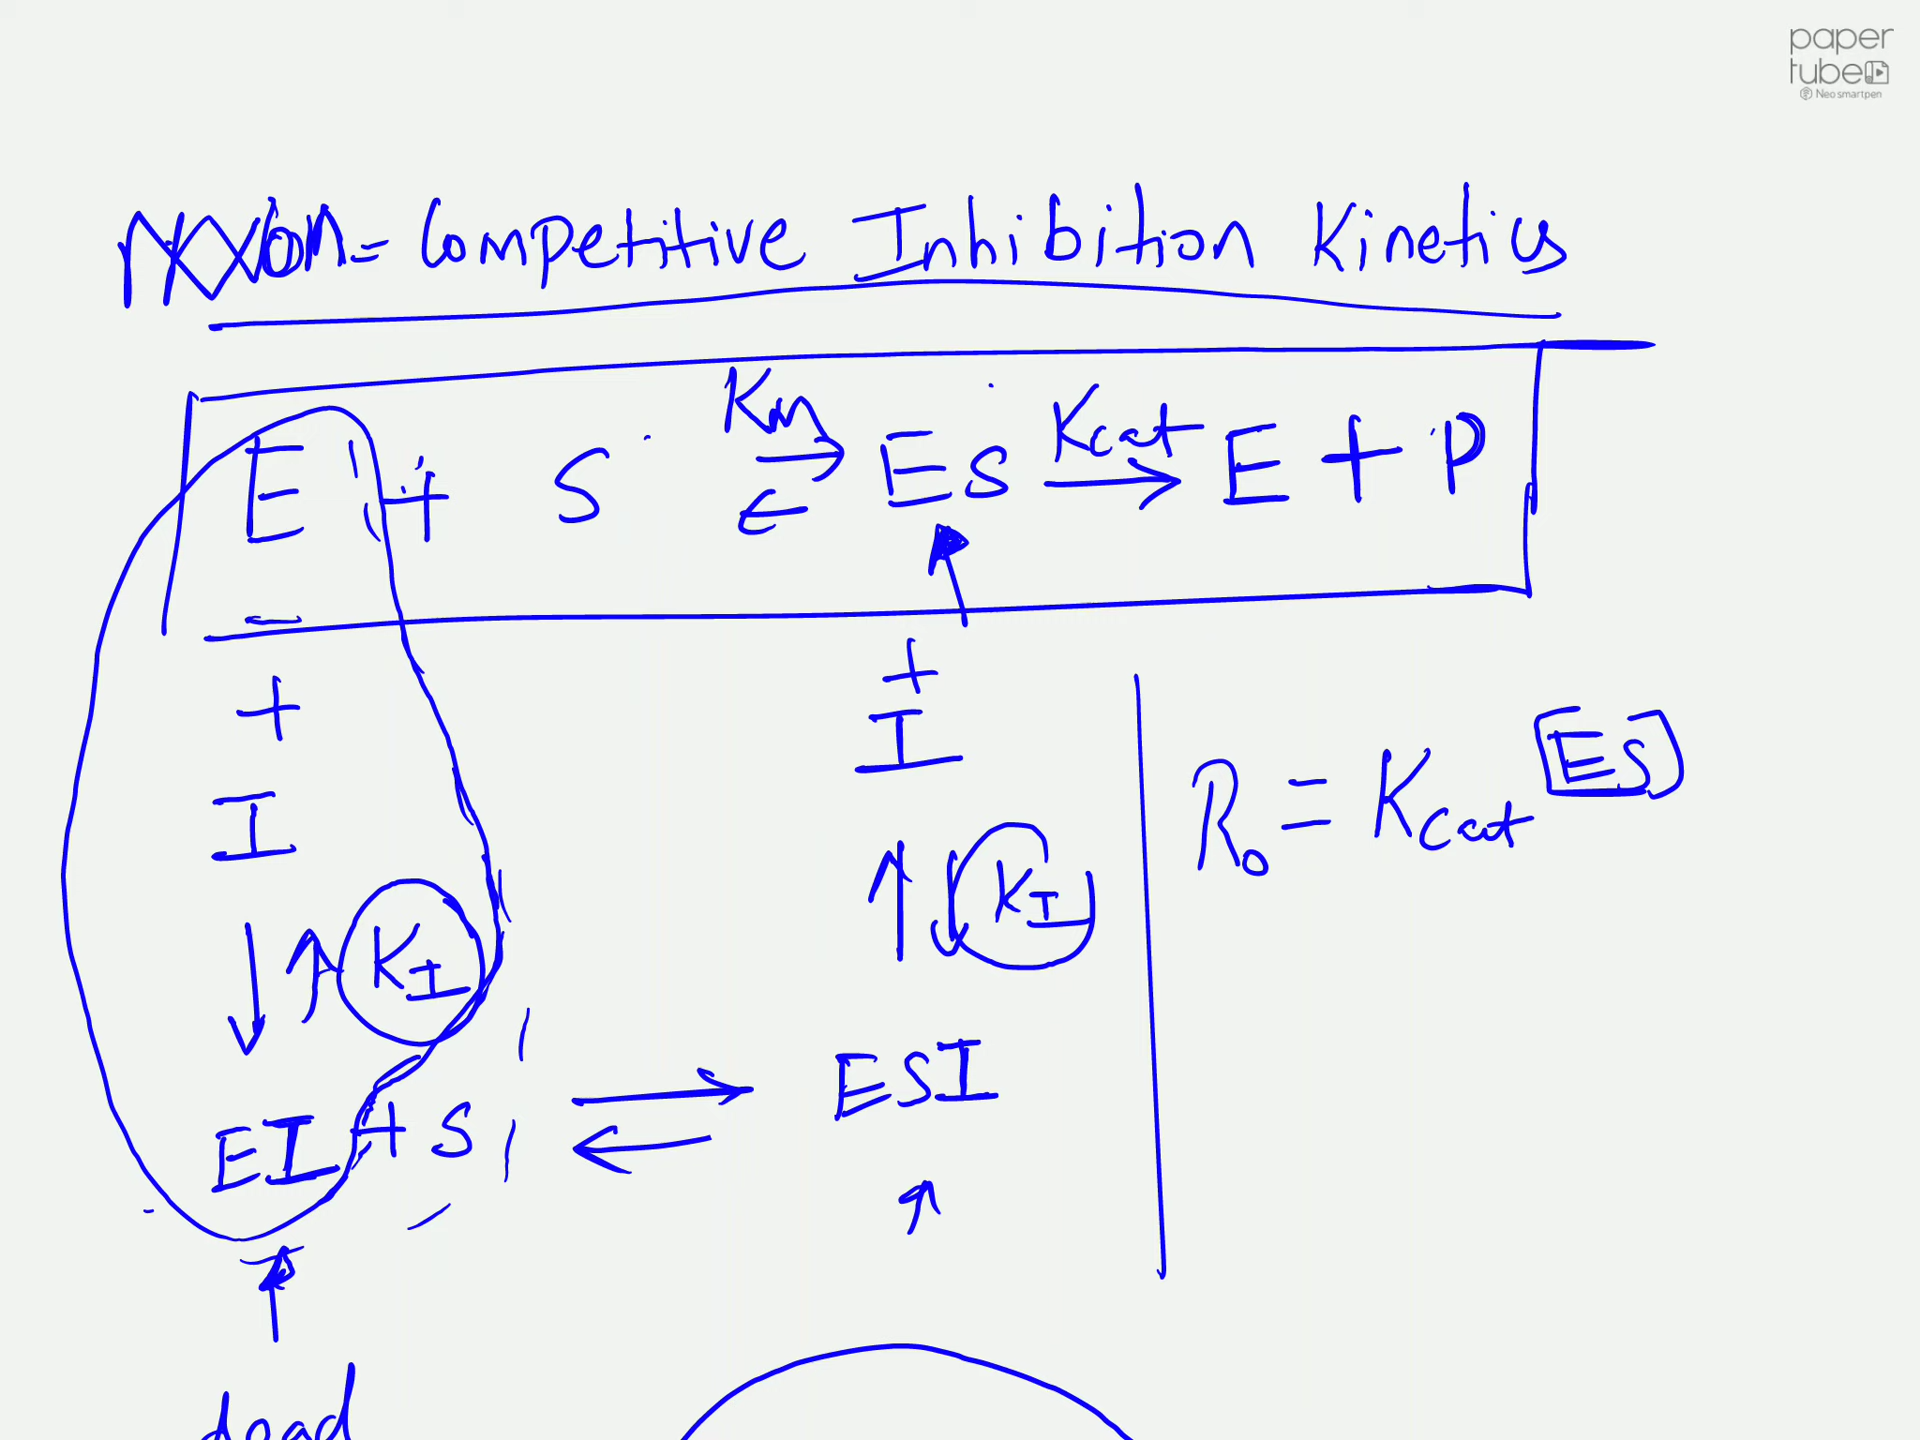 paper
tube
Neo smartpen
Non = Competitive Inhibition Kinetics
E + S Km ⇌ ES Kcat → E + P
+ +
I I
R₀ = Kcat [ES]
↓↑ KI ↑↓ KI
EI + S ⇌ ESI
dead